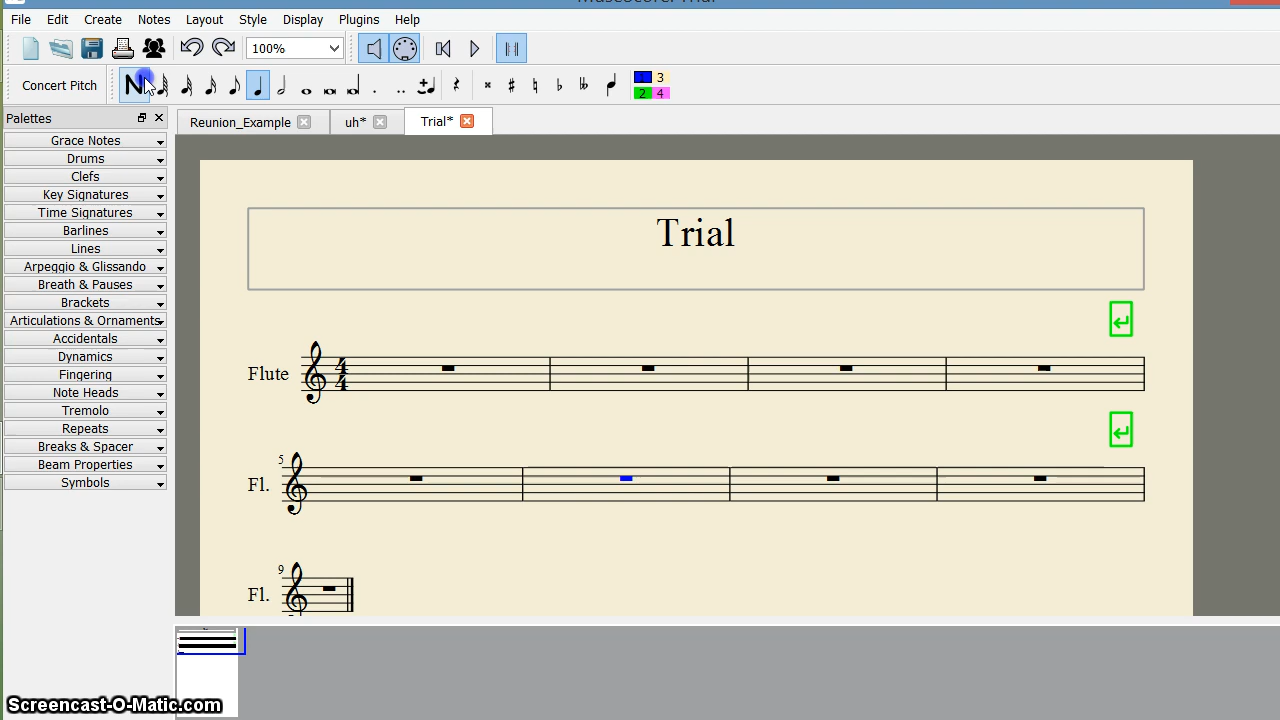 MuseScore: Trial
File Edit Create Notes Layout Style Display Plugins Help
100%
Concert Pitch N 1 3
2 4
Palettes
Reunion_Example uh* Trial*
Grace Notes
Drums
Clefs
Key Signatures
Time Signatures
Barlines
Lines
Arpeggio & Glissando
Breath & Pauses
Brackets
Articulations & Ornaments
Accidentals
Dynamics
Fingering
Note Heads
Tremolo
Repeats
Breaks & Spacer
Beam Properties
Symbols
Trial
Flute 4 4
5
Fl.
9
Fl.
Screencast-O-Matic.com